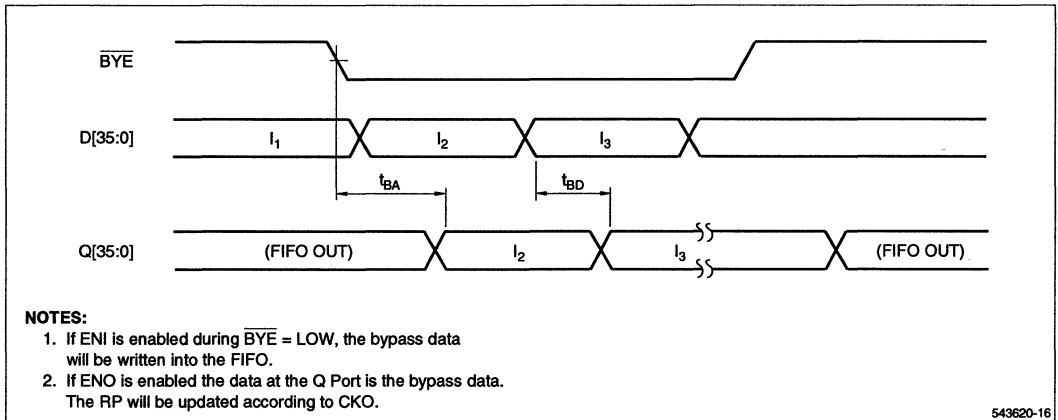 B̅Y̅E̅
D[35:0]
I₁
I₂
I₃
tBA
tBD
Q[35:0]
(FIFO OUT)
I₂
I₃
(FIFO OUT)
NOTES:
1. If ENI is enabled during B̅Y̅E̅ = LOW, the bypass data
will be written into the FIFO.
2. If ENO is enabled the data at the Q Port is the bypass data.
The RP will be updated according to CKO.
543620-16